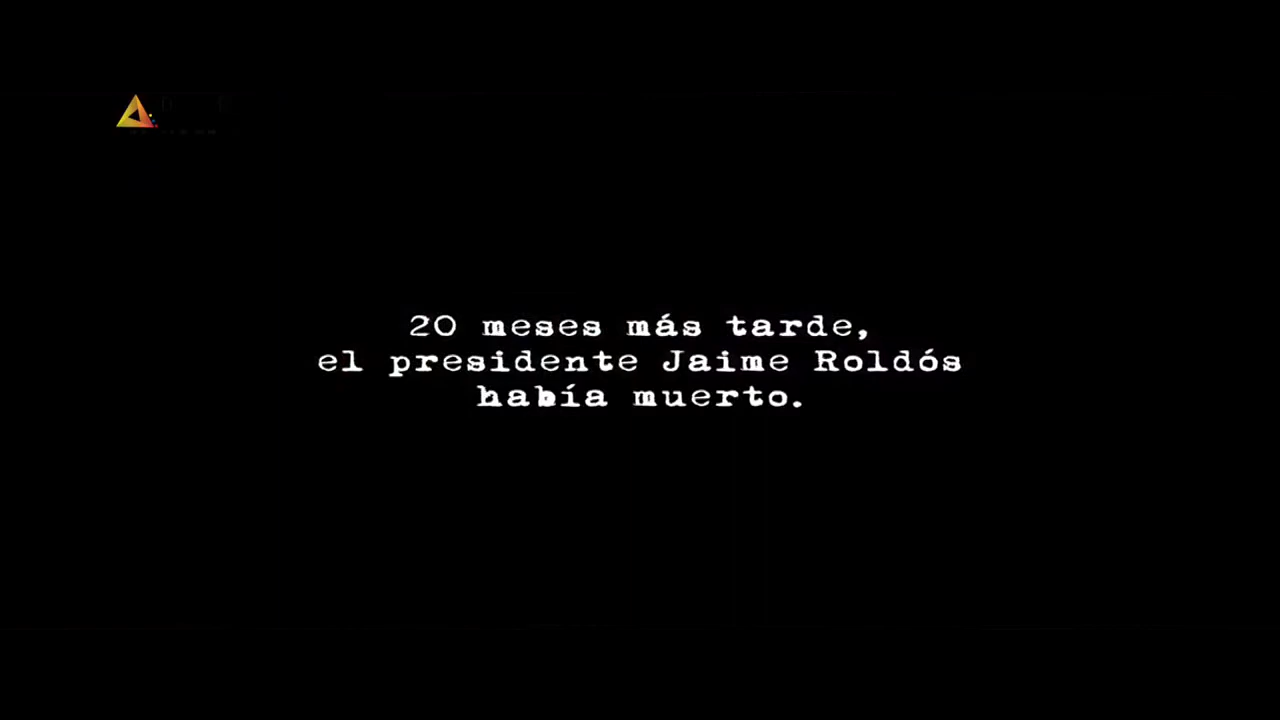 20 meses más tarde,
el presidente Jaime Roldós
había muerto.